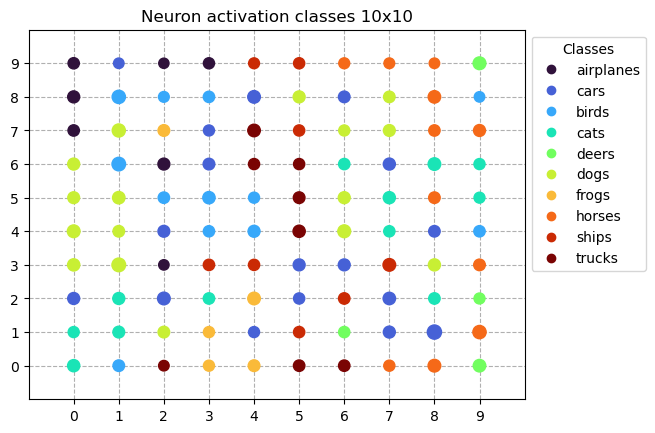 Neuron activation classes 10x10
9
8
7
6
5
4
3
2
1
0
0 1 2 3 4 5 6 7 8 9
Classes
airplanes
cars
birds
cats
deers
dogs
frogs
horses
ships
trucks